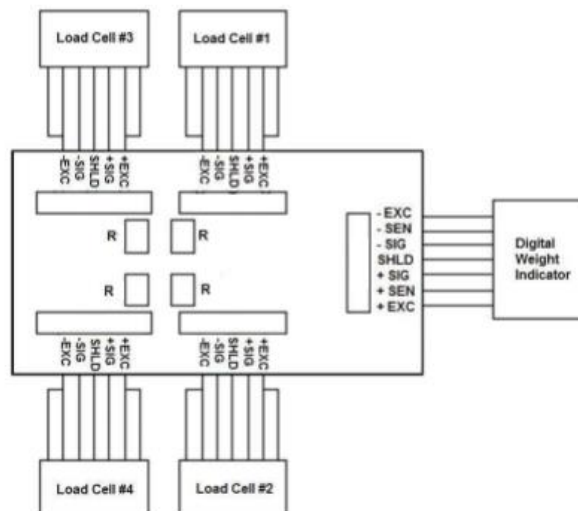 Load Cell #3
Load Cell #1
-EXC
-SIG
SHLD
+SIG
+EXC
-EXC
-SIG
SHLD
+SIG
+EXC
R
R
R
R
- EXC
- SEN
- SIG
SHLD
+ SIG
+ SEN
+ EXC
Digital
Weight
Indicator
-EXC
-SIG
SHLD
+SIG
+EXC
-EXC
-SIG
SHLD
+SIG
+EXC
Load Cell #4
Load Cell #2